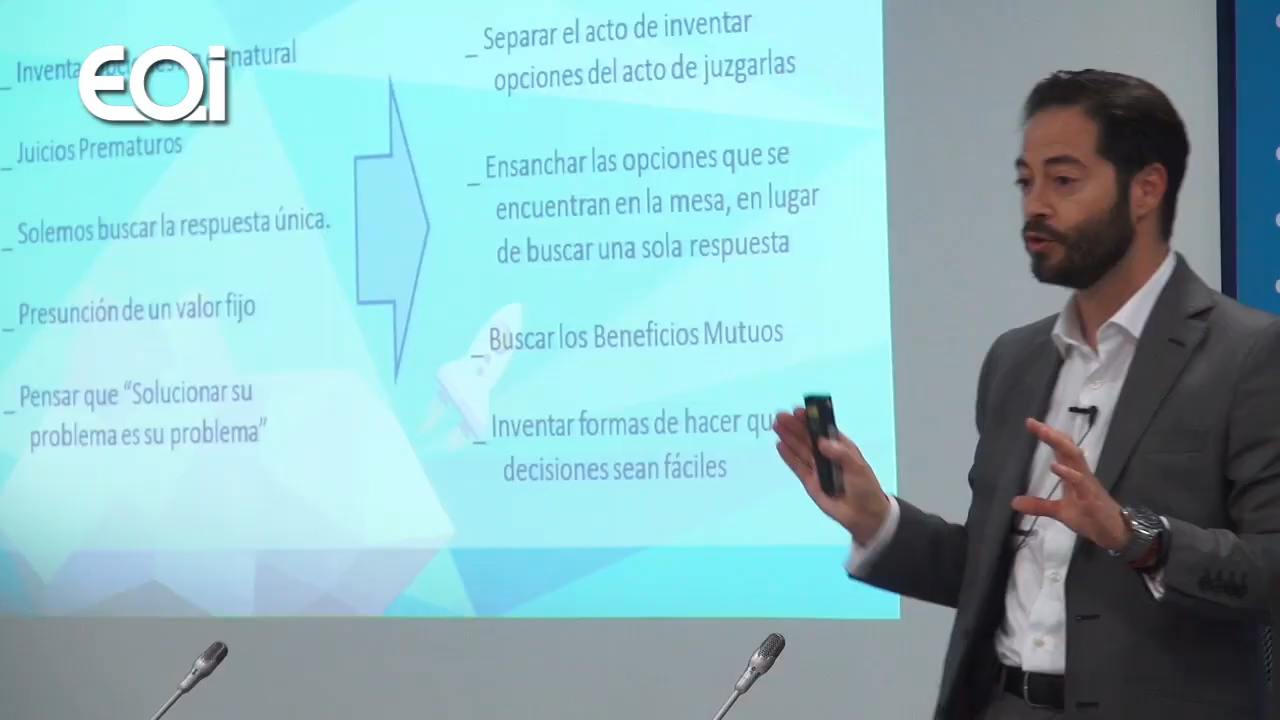 EOi
_ Inventa natural
_ Juicios Prematuros
_ Solemos buscar la respuesta única.
_ Presunción de un valor fijo
_ Pensar que “Solucionar su
problema es su problema”
_ Separar el acto de inventar
opciones del acto de juzgarlas
_ Ensanchar las opciones que se
encuentran en la mesa, en lugar
de buscar una sola respuesta
_ Buscar los Beneficios Mutuos
_ Inventar formas de hacer qu
decisiones sean fáciles